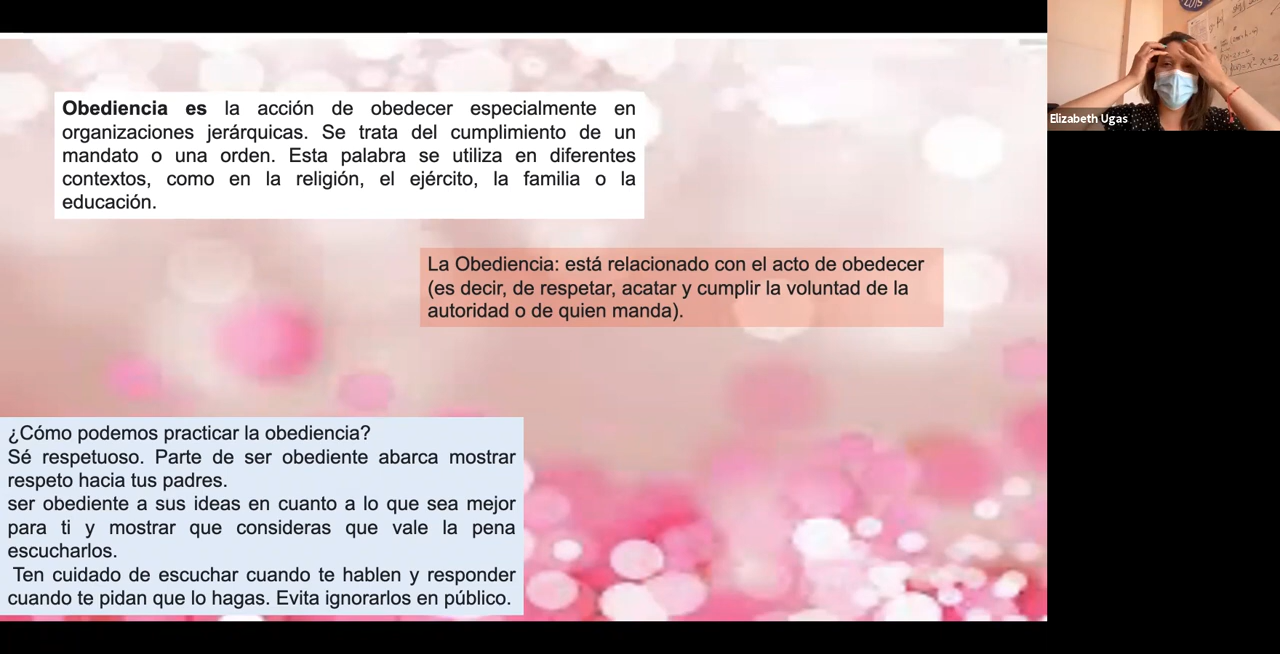 Obediencia es la acción de obedecer especialmente en
organizaciones jerárquicas. Se trata del cumplimiento de un
mandato o una orden. Esta palabra se utiliza en diferentes
contextos, como en la religión, el ejército, la familia o la
educación.
La Obediencia: está relacionado con el acto de obedecer
(es decir, de respetar, acatar y cumplir la voluntad de la
autoridad o de quien manda).
¿Cómo podemos practicar la obediencia?
Sé respetuoso. Parte de ser obediente abarca mostrar
respeto hacia tus padres.
ser obediente a sus ideas en cuanto a lo que sea mejor
para ti y mostrar que consideras que vale la pena
escucharlos.
Ten cuidado de escuchar cuando te hablen y responder
cuando te pidan que lo hagas. Evita ignorarlos en público.
LUIS
Elizabeth Ugas